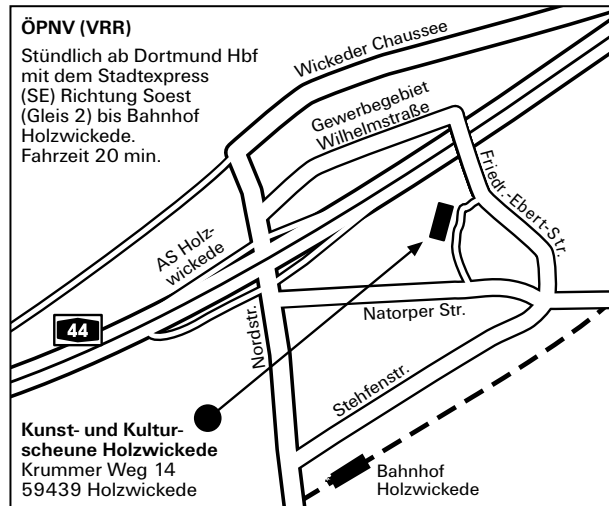 ÖPNV (VRR)
Stündlich ab Dortmund Hbf
mit dem Stadtexpress
(SE) Richtung Soest
(Gleis 2) bis Bahnhof
Holzwickede.
Fahrzeit 20 min.
Wickeder Chaussee
Gewerbegebiet
Wilhelmstraße
Friedr.-Ebert-Str.
AS Holz-
wickede
44
Nordstr.
Natorper Str.
Stehfenstr.
Kunst- und Kultur-
scheune Holzwickede
Krummer Weg 14
59439 Holzwickede
Bahnhof
Holzwickede